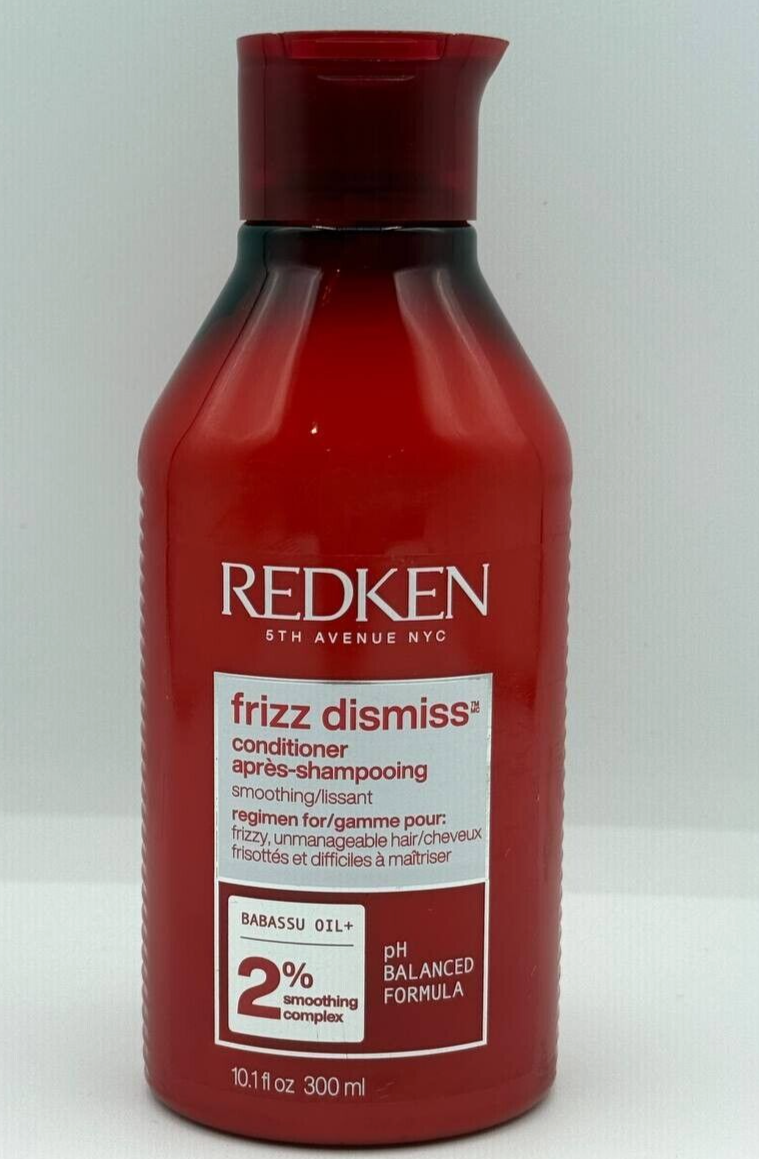 REDKEN
5TH AVENUE NYC
frizz dismiss™ MC
conditioner
après-shampooing
smoothing/lissant
regimen for/gamme pour:
frizzy, unmanageable hair/cheveux
frisottés et difficiles à maîtriser
BABASSU OIL+
2%
smoothing
complex
pH
BALANCED
FORMULA
10.1 fl oz 300 ml